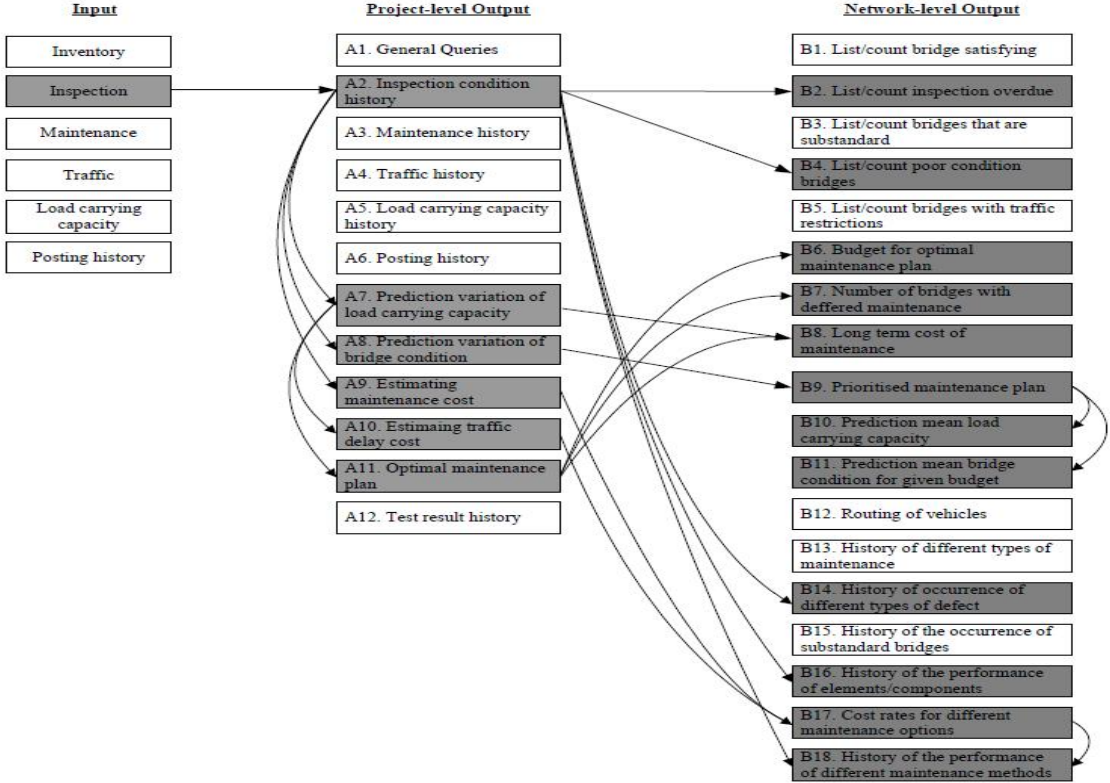 Input
Inventory
Inspection
Maintenance
Traffic
Load carrying
capacity
Posting history
Project-level Output
A1. General Queries
A2. Inspection condition
history
A3. Maintenance history
A4. Traffic history
A5. Load carrying capacity
history
A6. Posting history
A7. Prediction variation of
load carrying capacity
A8. Prediction variation of
bridge condition
A9. Estimating
maintenance cost
A10. Estimaing traffic
delay cost
A11. Optimal maintenance
plan
A12. Test result history
Network-level Output
B1. List/count bridge satisfying
B2. List/count inspection overdue
B3. List/count bridges that are
substandard
B4. List/count poor condition
bridges
B5. List/count bridges with traffic
restrictions
B6. Budget for optimal
maintenance plan
B7. Number of bridges with
deffered maintenance
B8. Long term cost of
maintenance
B9. Prioritised maintenance plan
B10. Prediction mean load
carrying capacity
B11. Prediction mean bridge
condition for given budget
B12. Routing of vehicles
B13. History of different types of
maintenance
B14. History of occurrence of
different types of defect
B15. History of the occurrence of
substandard bridges
B16. History of the performance
of elements/components
B17. Cost rates for different
maintenance options
B18. History of the performance
of different maintenance methods